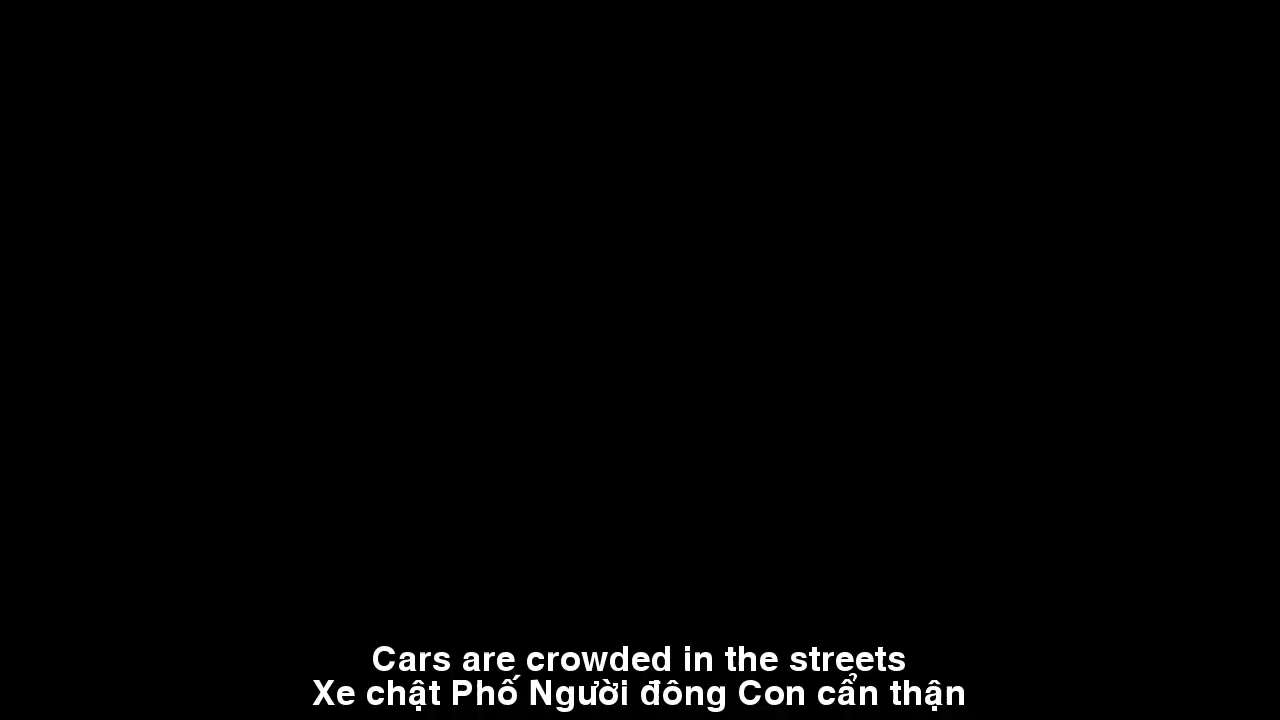 Cars are crowded in the streets
Xe chật Phố Người đông Con cẩn thận